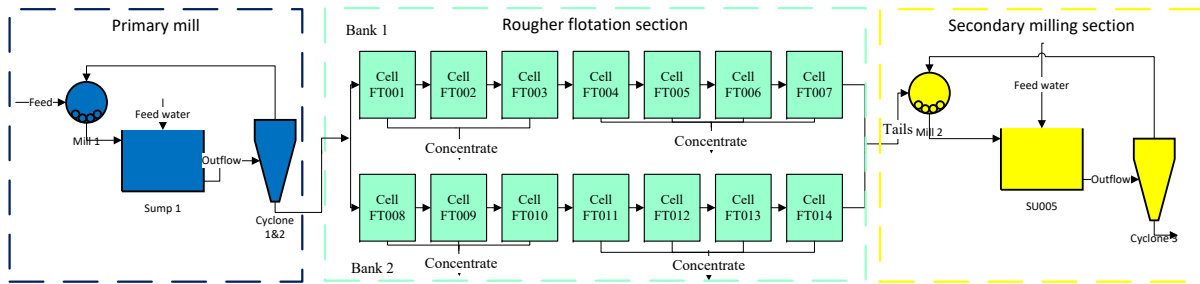 Primary mill
Feed
Mill 1
Feed water
Outflow
Sump 1
Cyclone
1&2
Rougher flotation section
Bank 1
Cell
FT001
Cell
FT002
Cell
FT003
Cell
FT004
Cell
FT005
Cell
FT006
Cell
FT007
Concentrate
Concentrate
Cell
FT008
Cell
FT009
Cell
FT010
Cell
FT011
Cell
FT012
Cell
FT013
Cell
FT014
Bank 2
Concentrate
Concentrate
Tails
Secondary milling section
Mill 2
Feed water
Outflow
SU005
Cyclone 3